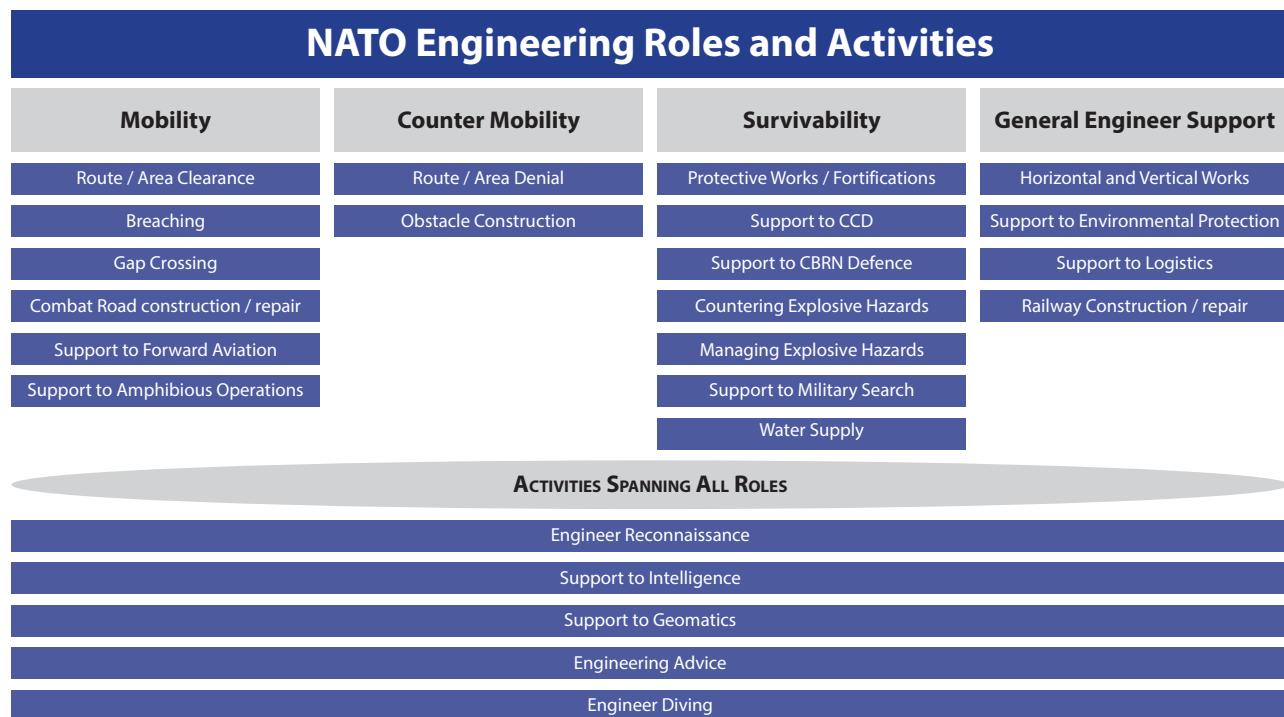 NATO Engineering Roles and Activities
Mobility
Route / Area Clearance
Breaching
Gap Crossing
Combat Road construction / repair
Support to Forward Aviation
Support to Amphibious Operations
Counter Mobility
Route / Area Denial
Obstacle Construction
Survivability
Protective Works / Fortifications
Support to CCD
Support to CBRN Defence
Countering Explosive Hazards
Managing Explosive Hazards
Support to Military Search
Water Supply
General Engineer Support
Horizontal and Vertical Works
Support to Environmental Protection
Support to Logistics
Railway Construction / repair
Activities Spanning All Roles
Engineer Reconnaissance
Support to Intelligence
Support to Geomatics
Engineering Advice
Engineer Diving